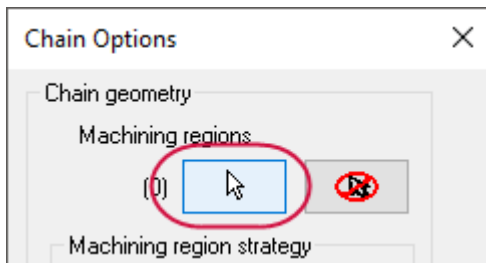 Chain Options
Chain geometry
Machining regions
(0)
Machining region strategy